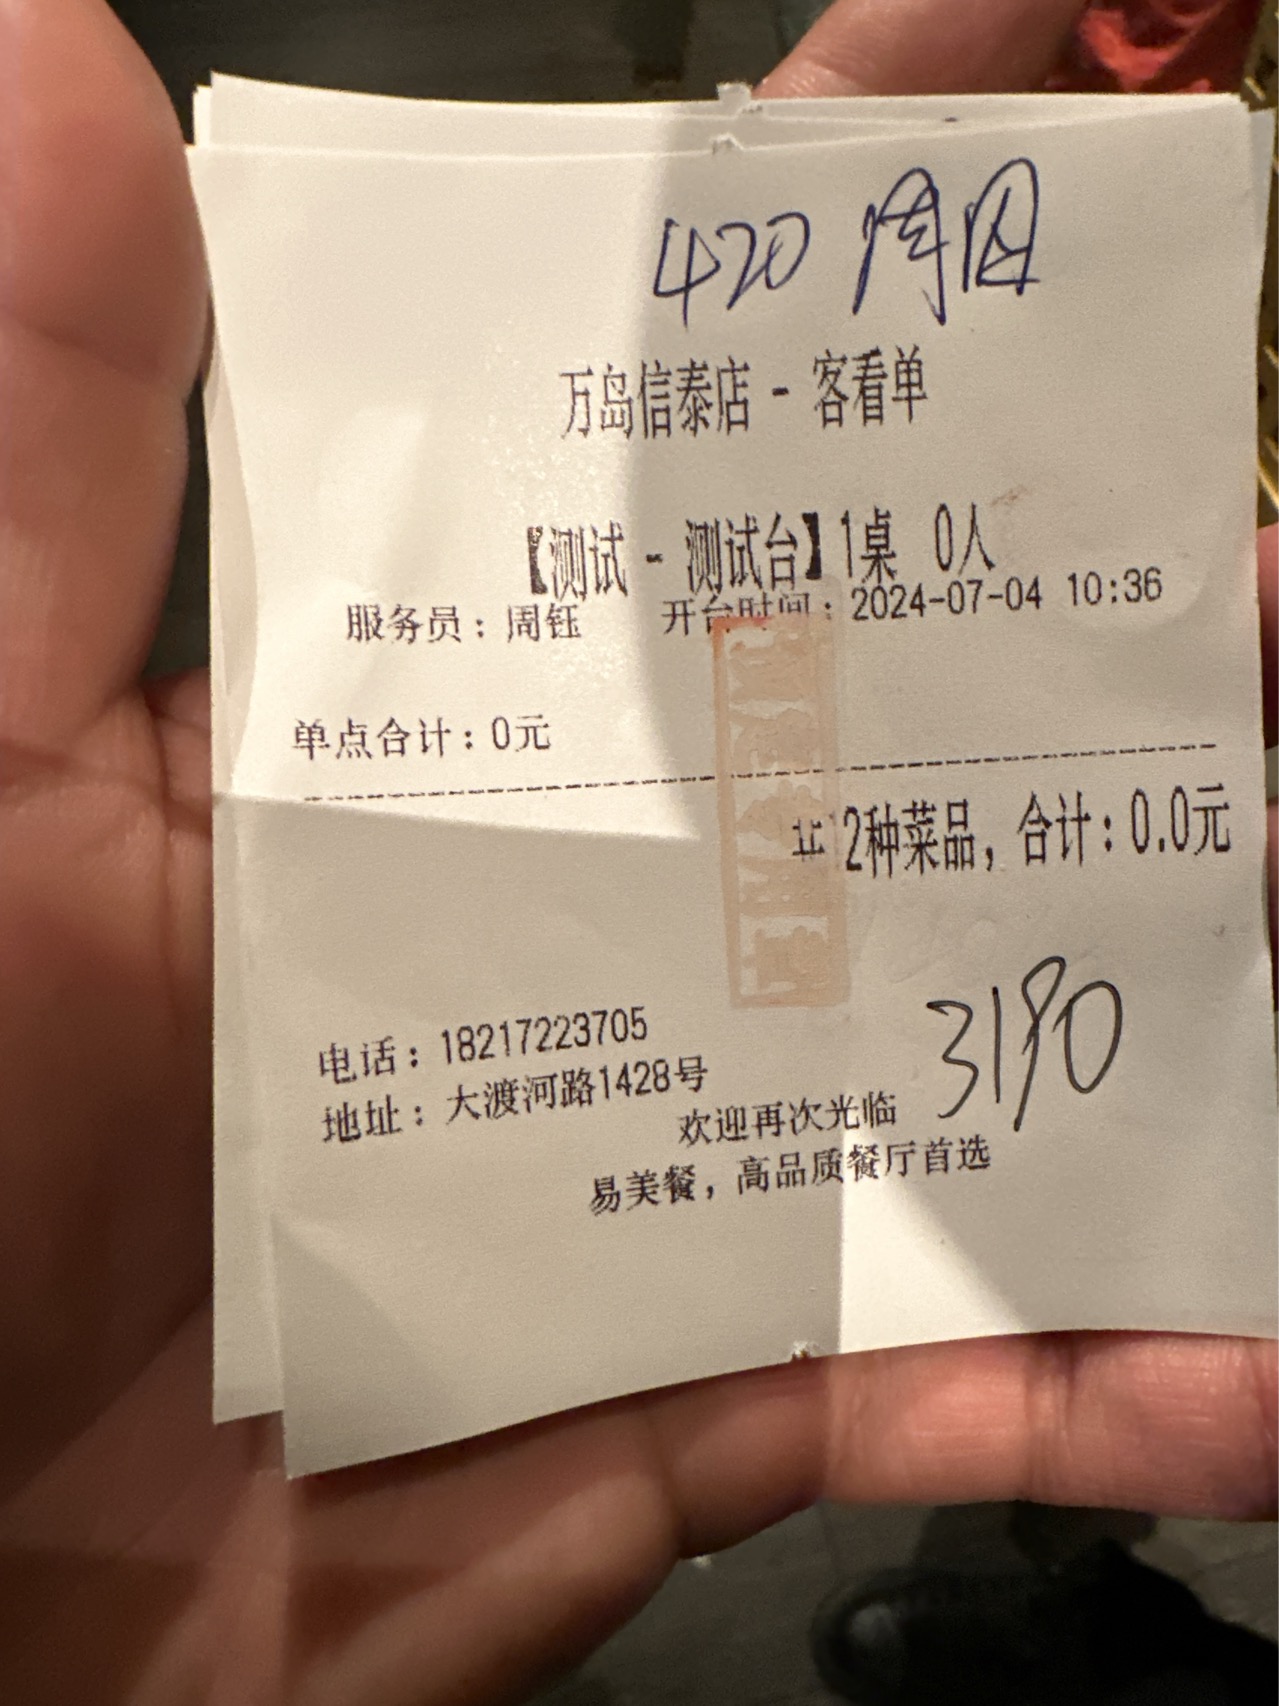 420 周囡
万岛信泰店 - 客看单
【测试 - 测试台】1桌 0人
服务员：周钰 开台时间：2024-07-04 10:36
单点合计：0元
12种菜品，合计：0.0元
3190
电话：18217223705
地址：大渡河路1428号
欢迎再次光临
易美餐，高品质餐厅首选